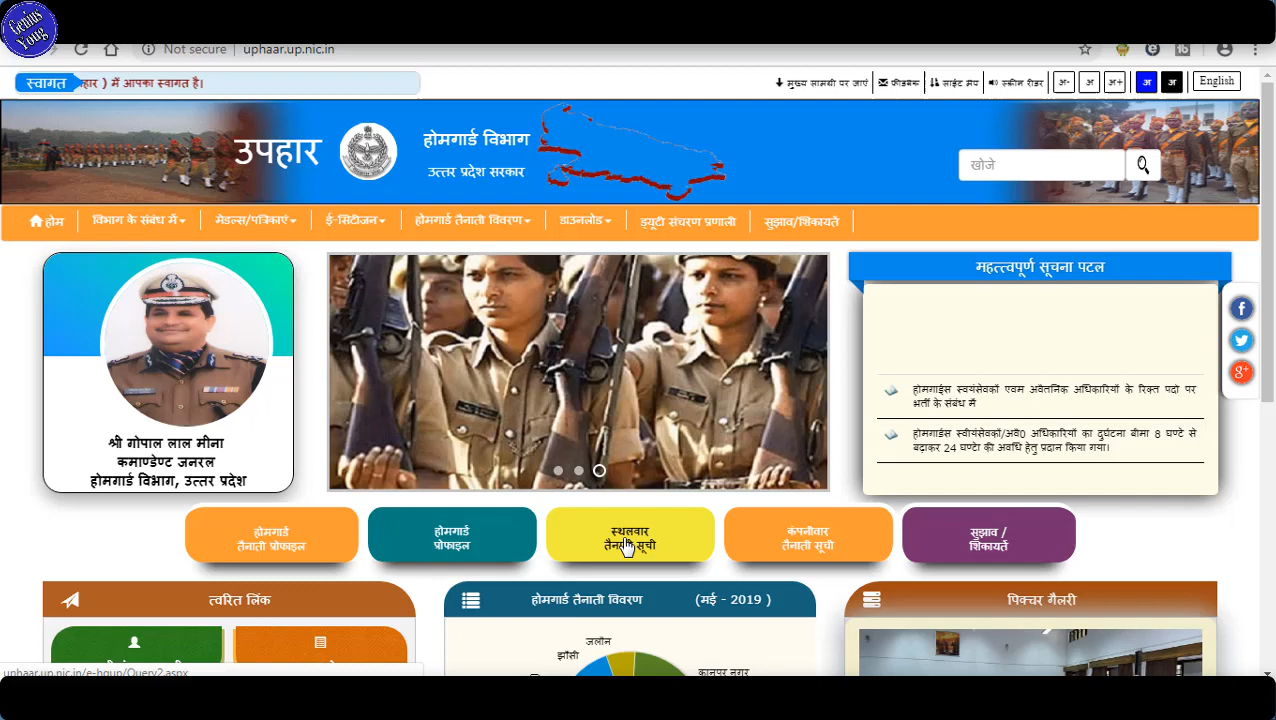 Genius
Youg
Not secure uphaar.up.nic.in
स्वागत हार ) में आपका स्वागत है।
मुख्य सामग्री पर जाएं
फीडबैक
साईट मैप
स्क्रीन रीडर
अ-
अ
अ+
अ
अ
English
उपहार
होमगार्ड विभाग
उत्तर प्रदेश सरकार
खोजे
होम
विभाग के संबंध में
मेडल्स/पत्रिकाएं
ई-सिटीजन
होमगार्ड तैनाती विवरण
डाउनलोड
ड्यूटी संचरण प्रणाली
सुझाव/शिकायतें
श्री गोपाल लाल मीना
कमाण्डेण्ट जनरल
होमगार्ड विभाग, उत्तर प्रदेश
महत्त्वपूर्ण सूचना पटल
होमगार्ड्स स्वयंसेवकों एवम अवैतनिक अधिकारियों के रिक्त पदो पर
भर्ती के संबंध में
होमगार्डस स्वीयंसेवकों/अवै0 अधिकारियों का दुर्घटना बीमा 8 घण्टे से
बढ़ाकर 24 घण्टो की अवधि हेतु प्रदान किया गया।
होमगार्ड
तैनाती प्रोफाइल
होमगार्ड
प्रोफाइल
स्थलवार
सूची
कंपनीवार
तैनाती सूची
सुझाव /
शिकायतें
त्वरित लिंक
होमगार्ड तैनाती विवरण (मई - 2019 )
पिक्चर गैलरी
जलौन
झाँसी
कानपुर नगर
uphaar.up.nic.in/e-hgup/Query2.aspx